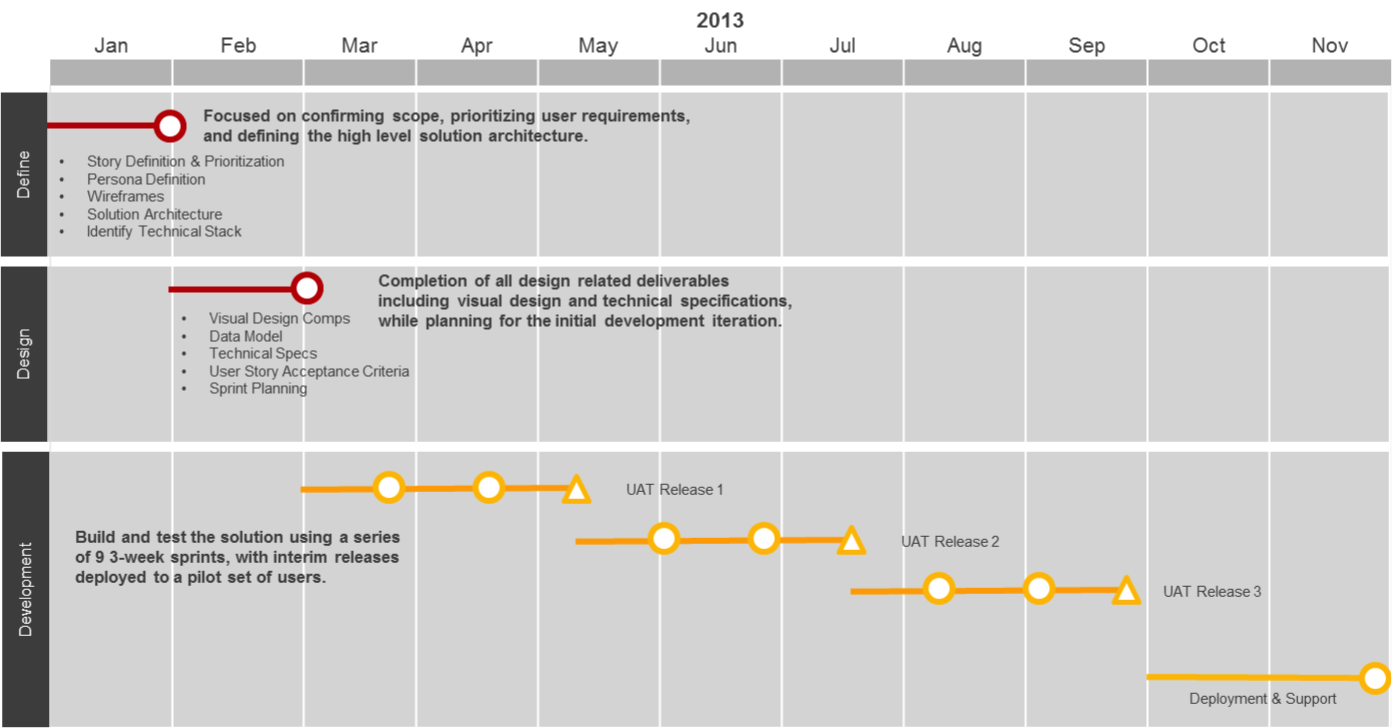 2013
Jan Feb Mar Apr May Jun Jul Aug Sep Oct Nov
Define
Focused on confirming scope, prioritizing user requirements,
and defining the high level solution architecture.
• Story Definition & Prioritization
• Persona Definition
• Wireframes
• Solution Architecture
• Identify Technical Stack
Design
Completion of all design related deliverables
including visual design and technical specifications,
while planning for the initial development iteration.
• Visual Design Comps
• Data Model
• Technical Specs
• User Story Acceptance Criteria
• Sprint Planning
Development
UAT Release 1
Build and test the solution using a series
of 9 3-week sprints, with interim releases
deployed to a pilot set of users.
UAT Release 2
UAT Release 3
Deployment & Support